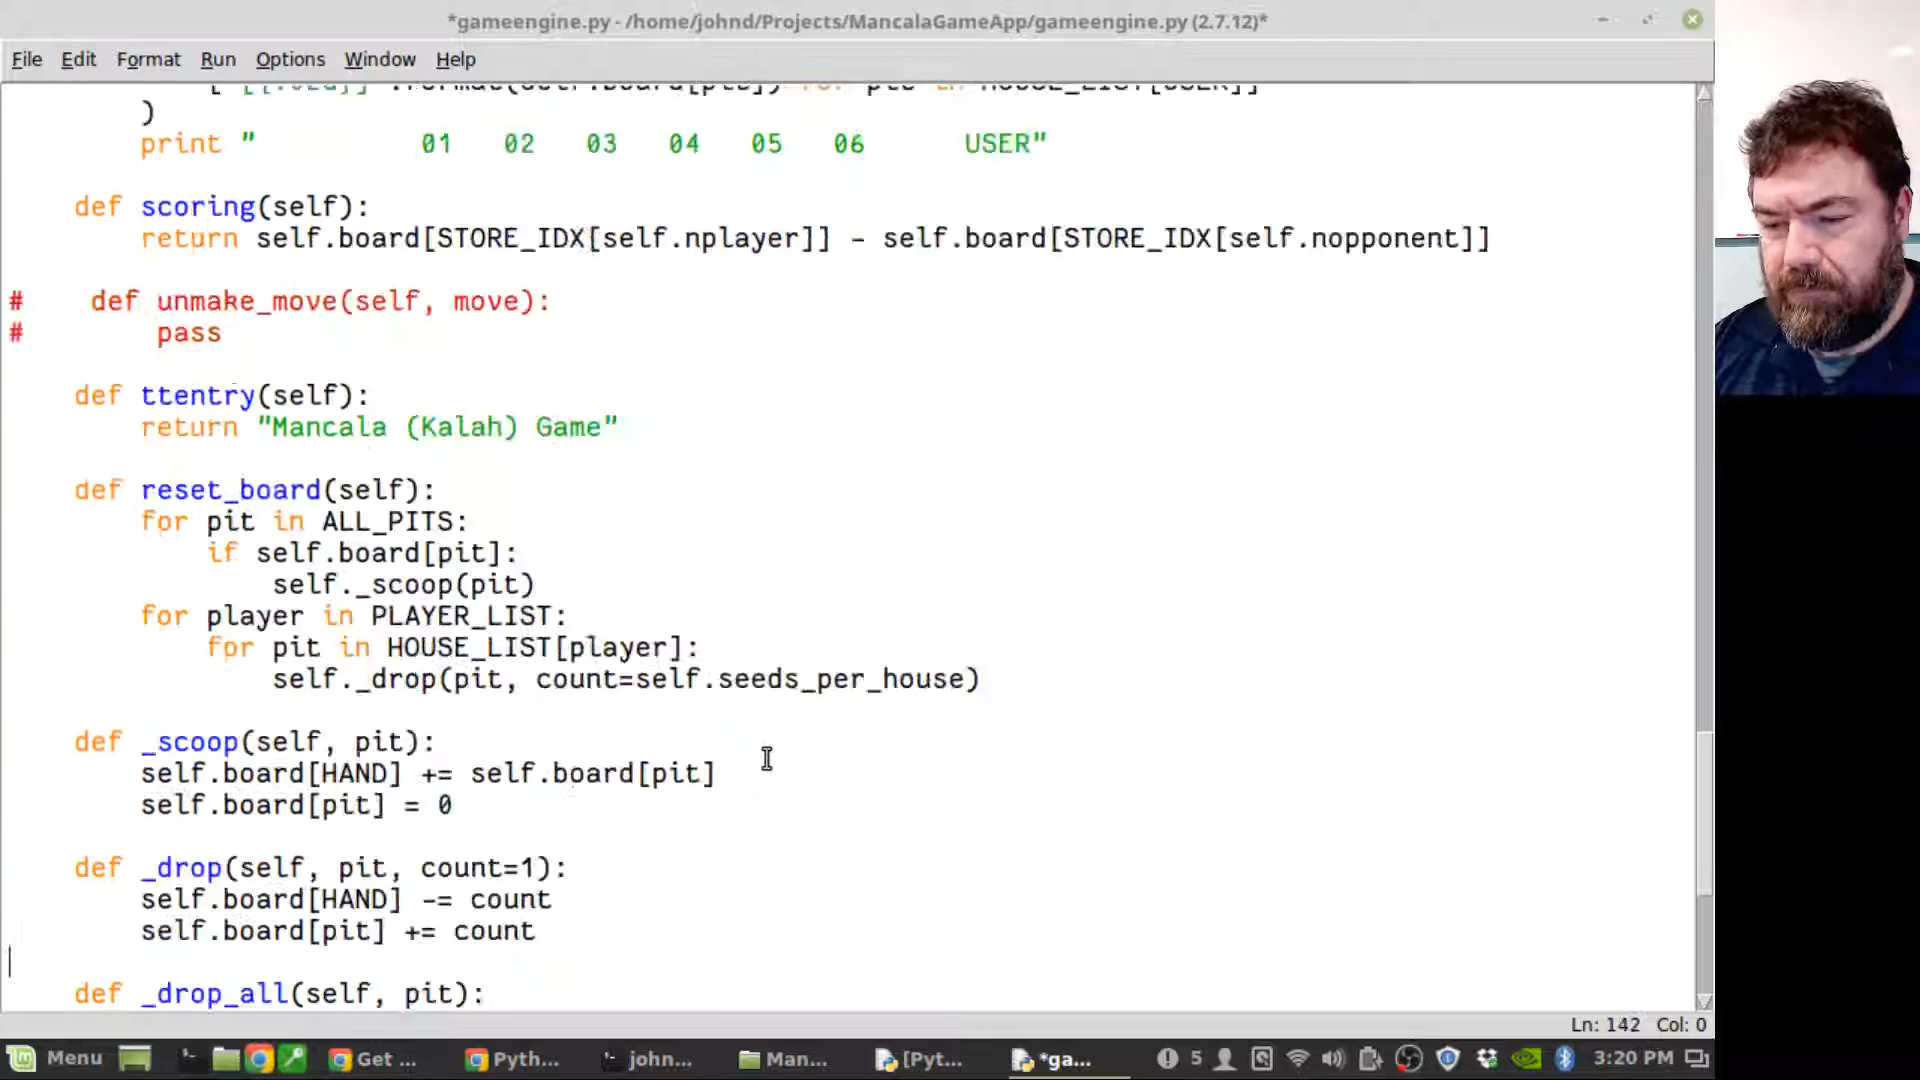 *gameengine.py - /home/johnd/Projects/MancalaGameApp/gameengine.py (2.7.12)*
File Edit Format Run Options Help
)
print "          01   02   03   04   05   06      USER"
def scoring(self):
return self.board[STORE_IDX[self.nplayer]] - self.board[STORE_IDX[self.nopponent]]
#    def unmake_move(self, move):
#        pass
def ttentry(self):
return "Mancala (Kalah) Game"
def reset_board(self):
for pit in ALL_PITS:
if self.board[pit]:
self._scoop(pit)
for player in PLAYER_LIST:
for pit in HOUSE_LIST[player]:
self._drop(pit, count=self.seeds_per_house)
def _scoop(self, pit):
self.board[HAND] += self.board[pit]
self.board[pit] = 0
def _drop(self, pit, count=1):
self.board[HAND] -= count
self.board[pit] += count
def _drop_all(self, pit):
Ln: 142 Col: 0
Menu Get ... Pyth... john... Man... [Pyt... *ga... 5 3:20 PM